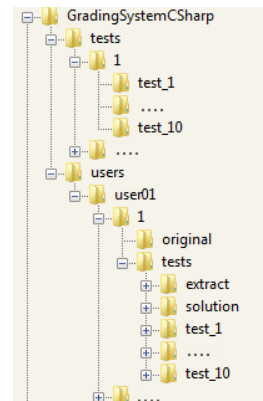 GradingSystemCSharp
tests
1
test_1
....
test_10
....
users
user01
1
original
tests
extract
solution
test_1
....
test_10
....